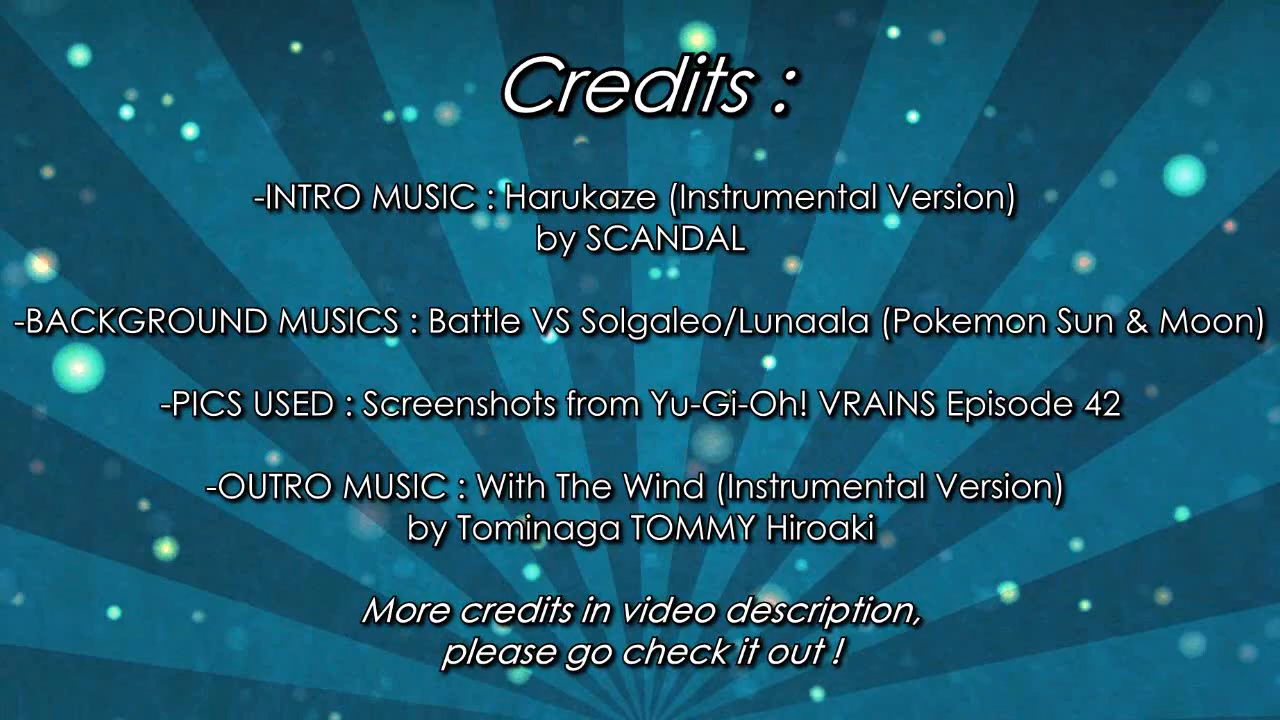 Credits :
-INTRO MUSIC : Harukaze (Instrumental Version)
by SCANDAL
-BACKGROUND MUSICS : Battle VS Solgaleo/Lunaala (Pokemon Sun & Moon)
-PICS USED : Screenshots from Yu-Gi-Oh! VRAINS Episode 42
-OUTRO MUSIC : With The Wind (Instrumental Version)
by Tominaga TOMMY Hiroaki
More credits in video description,
please go check it out !